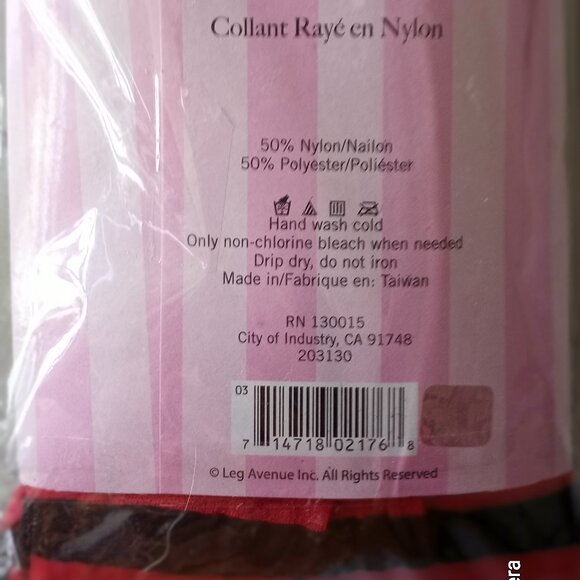 Collant Rayé en Nylon
50% Nylon/Nailon
50% Polyester/Poliéster
Hand wash cold
Only non-chlorine bleach when needed
Drip dry, do not iron
Made in/Fabrique en: Taiwan
RN 130015
City of Industry, CA 91748
203130
03
7 14718 02176 8
© Leg Avenue Inc. All Rights Reserved